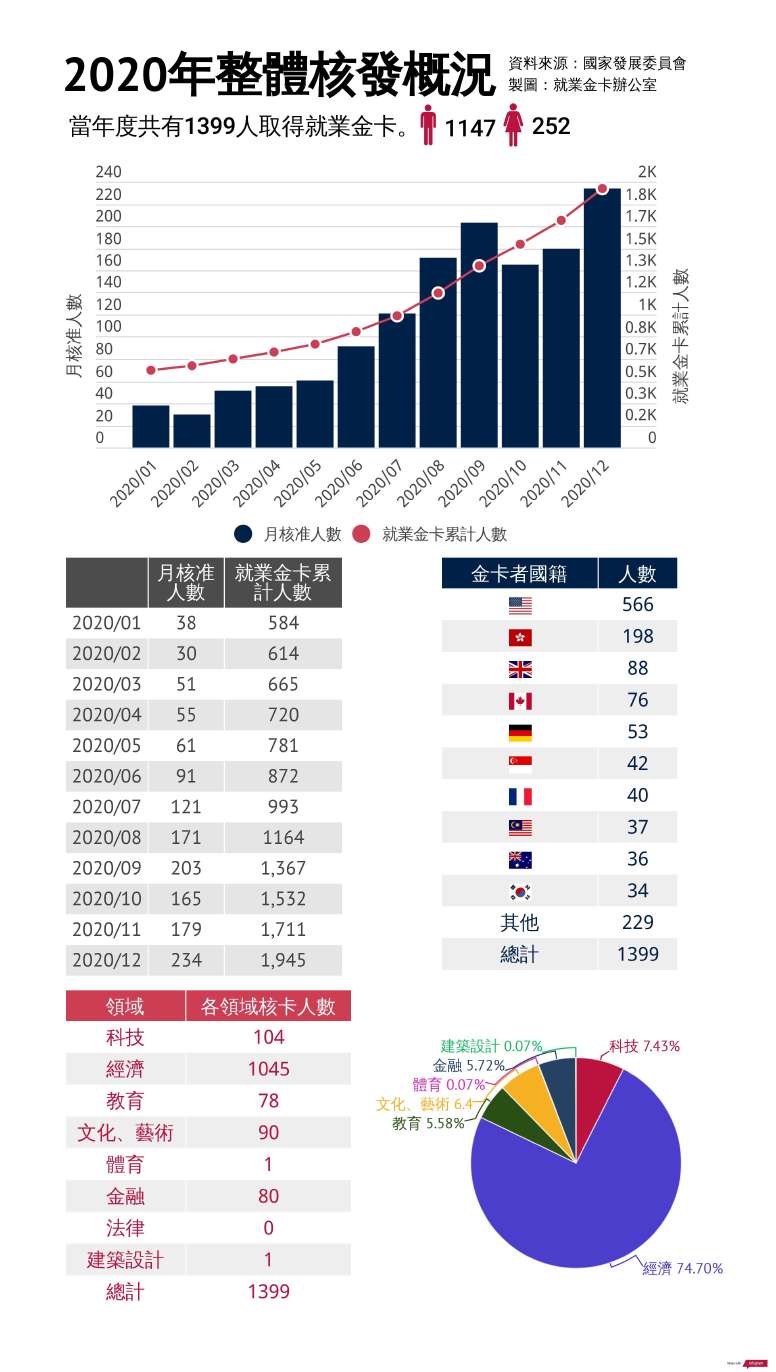 2020年整體核發概況
資料來源：國家發展委員會
製圖：就業金卡辦公室
當年度共有1399人取得就業金卡。 1147 252
240 2K
220 1.8K
200 1.7K
180 1.5K
160 1.3K
140 1.2K
120 1K
100 0.8K
80 0.7K
60 0.5K
40 0.3K
20 0.2K
0 0
月核准人數
就業金卡累計人數
2020/01 2020/02 2020/03 2020/04 2020/05 2020/06 2020/07 2020/08 2020/09 2020/10 2020/11 2020/12
月核准人數 就業金卡累計人數
月核准
人數
就業金卡累
計人數
2020/01 38 584
2020/02 30 614
2020/03 51 665
2020/04 55 720
2020/05 61 781
2020/06 91 872
2020/07 121 993
2020/08 171 1164
2020/09 203 1,367
2020/10 165 1,532
2020/11 179 1,711
2020/12 234 1,945
金卡者國籍 人數
566
198
88
76
53
42
40
37
36
34
其他 229
總計 1399
領域 各領域核卡人數
科技 104
經濟 1045
教育 78
文化、藝術 90
體育 1
金融 80
法律 0
建築設計 1
總計 1399
建築設計 0.07%
科技 7.43%
金融 5.72%
體育 0.07%
文化、藝術 6.4
教育 5.58%
經濟 74.70%